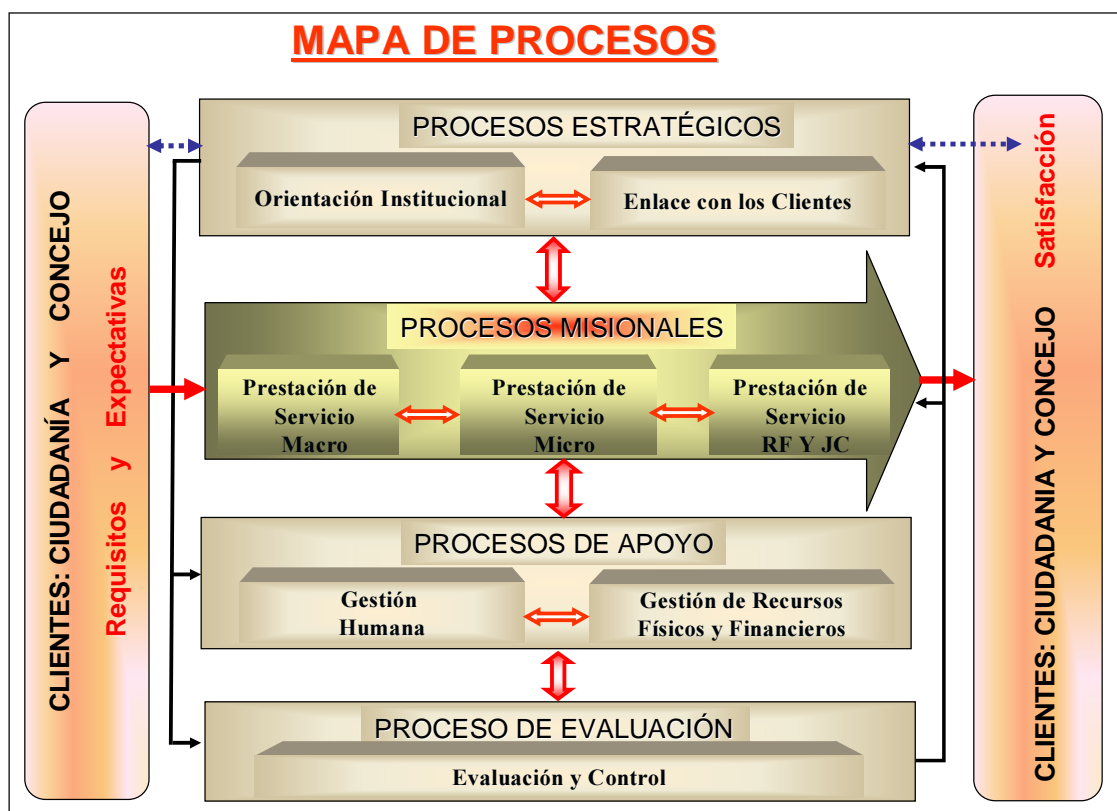 MAPA DE PROCESOS
CLIENTES: CIUDADANÍA Y CONCEJO
Requisitos y Expectativas
PROCESOS ESTRATÉGICOS
Orientación Institucional
Enlace con los Clientes
PROCESOS MISIONALES
Prestación de
Servicio
Macro
Prestación de
Servicio
Micro
Prestación de
Servicio
RF Y JC
PROCESOS DE APOYO
Gestión
Humana
Gestión de Recursos
Físicos y Financieros
PROCESO DE EVALUACIÓN
Evaluación y Control
CLIENTES: CIUDADANIA Y CONCEJO
Satisfacción